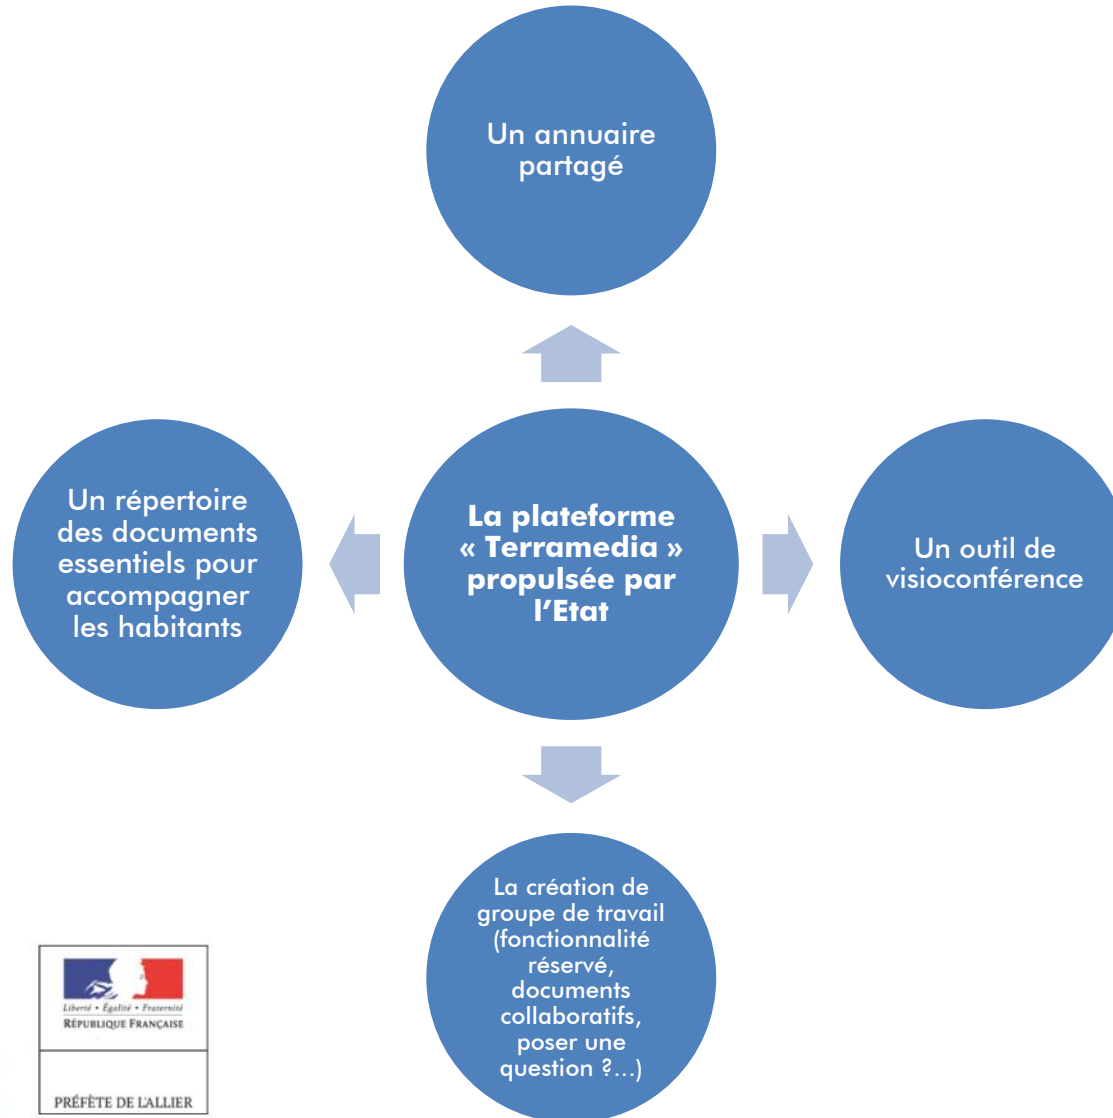 Un annuaire
partagé
Un répertoire
des documents
essentiels pour
accompagner
les habitants
La plateforme
« Terramedia »
propulsée par
l'Etat
Un outil de
visioconférence
La création de
groupe de travail
(fonctionnalité
réservé,
documents
collaboratifs,
poser une
question ?...)
Liberté • Égalité • Fraternité
RÉPUBLIQUE FRANÇAISE
PRÉFÈTE DE L'ALLIER